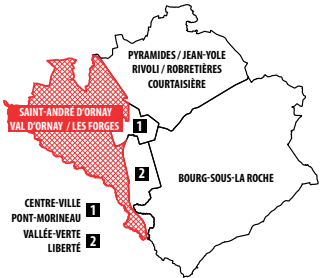 PYRAMIDES / JEAN-YOLE
RIVOLI / ROBRETIÈRES
COURTAISIÈRE
SAINT-ANDRÉ D'ORNAY
VAL D'ORNAY / LES FORGES
1
2
BOURG-SOUS-LA ROCHE
CENTRE-VILLE
PONT-MORINEAU 1
VALLÉE-VERTE
LIBERTÉ 2